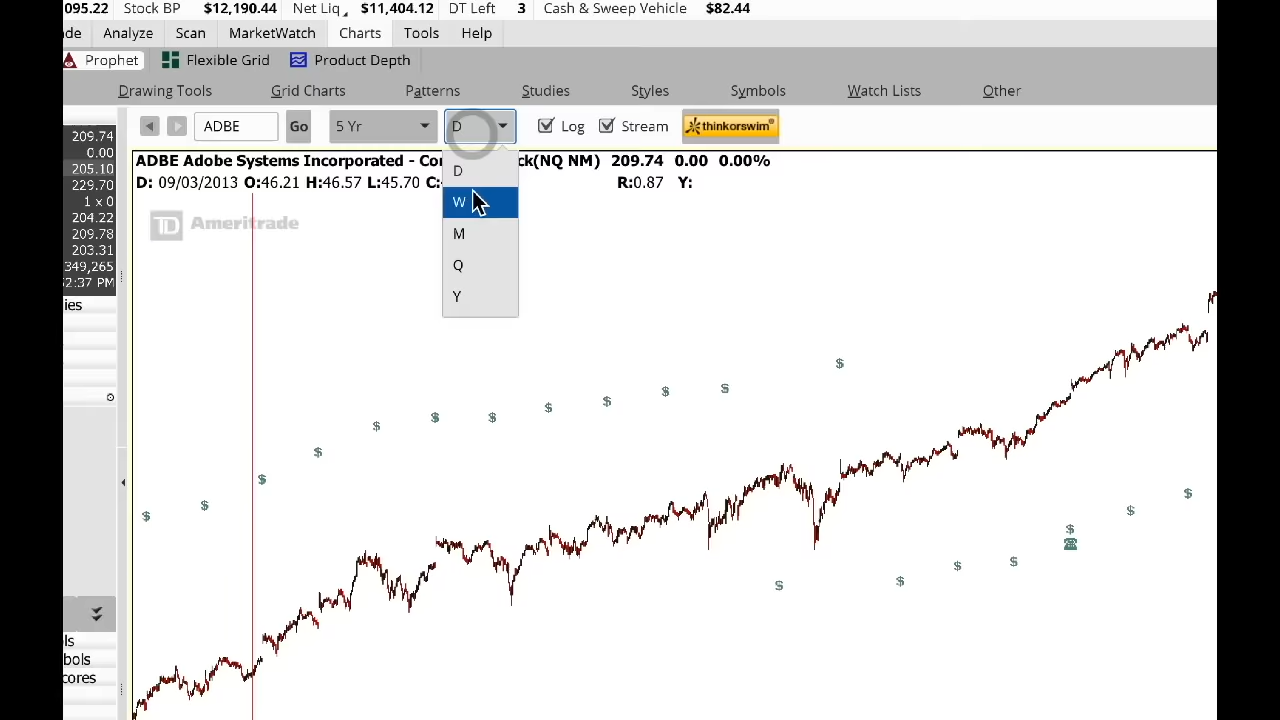 095.22 Stock BP $12,190.44 Net Liq $11,404.12 DT Left 3 Cash & Sweep Vehicle $82.44
de Analyze Scan MarketWatch Charts Tools Help
Prophet Flexible Grid Product Depth
Drawing Tools Grid Charts Patterns Studies Styles Symbols Watch Lists Other
ADBE Go 5 Yr D Log Stream thinkorswim
209.74
0.00
205.10
229.70
1 x 0
204.22
209.78
203.31
349,265
2:37 PM
ies
ls
bols
cores
ADBE Adobe Systems Incorporated - Co ck(NQ NM) 209.74 0.00 0.00%
D: 09/03/2013 O:46.21 H:46.57 L:45.70 C: R:0.87 Y:
D
W
M
Q
Y
TD Ameritrade
$ $ $ $ $ $ $ $ $ $ $ $ $
$ $ $ $ $ $ $